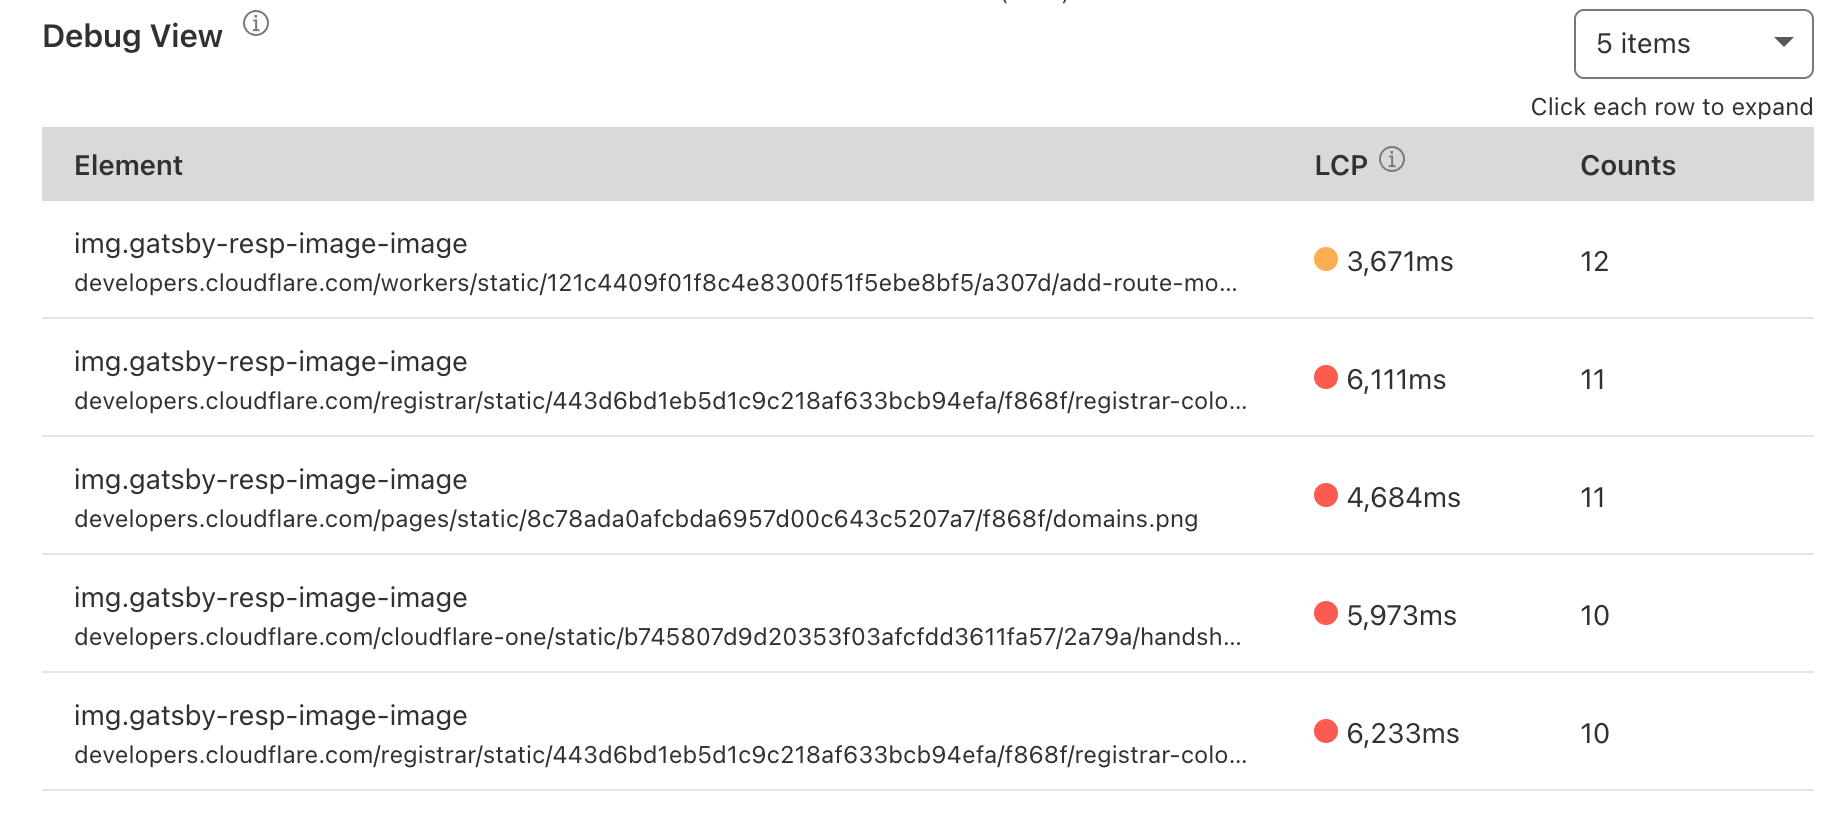 Debug View
5 items
Click each row to expand
Element LCP Counts
img.gatsby-resp-image-image
developers.cloudflare.com/workers/static/121c4409f01f8c4e8300f51f5ebe8bf5/a307d/add-route-mo...
3,671ms 12
img.gatsby-resp-image-image
developers.cloudflare.com/registrar/static/443d6bd1eb5d1c9c218af633bcb94efa/f868f/registrar-colo...
6,111ms 11
img.gatsby-resp-image-image
developers.cloudflare.com/pages/static/8c78ada0afcbda6957d00c643c5207a7/f868f/domains.png
4,684ms 11
img.gatsby-resp-image-image
developers.cloudflare.com/cloudflare-one/static/b745807d9d20353f03afcfdd3611fa57/2a79a/handsh...
5,973ms 10
img.gatsby-resp-image-image
developers.cloudflare.com/registrar/static/443d6bd1eb5d1c9c218af633bcb94efa/f868f/registrar-colo...
6,233ms 10